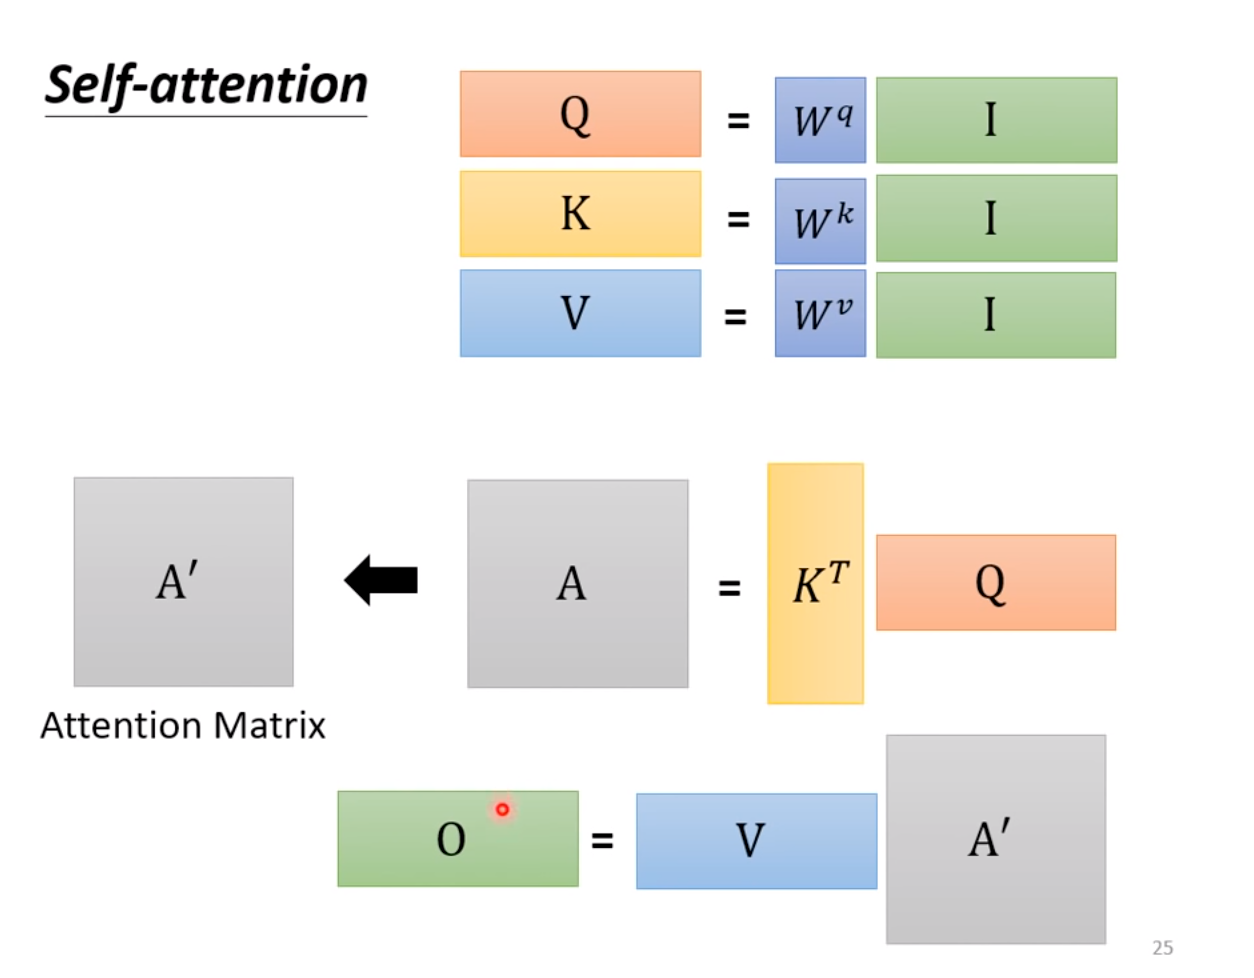 Self-attention
Q = W^q I
K = W^k I
V = W^v I
A′ A = K^T Q
Attention Matrix
O = V A′
25